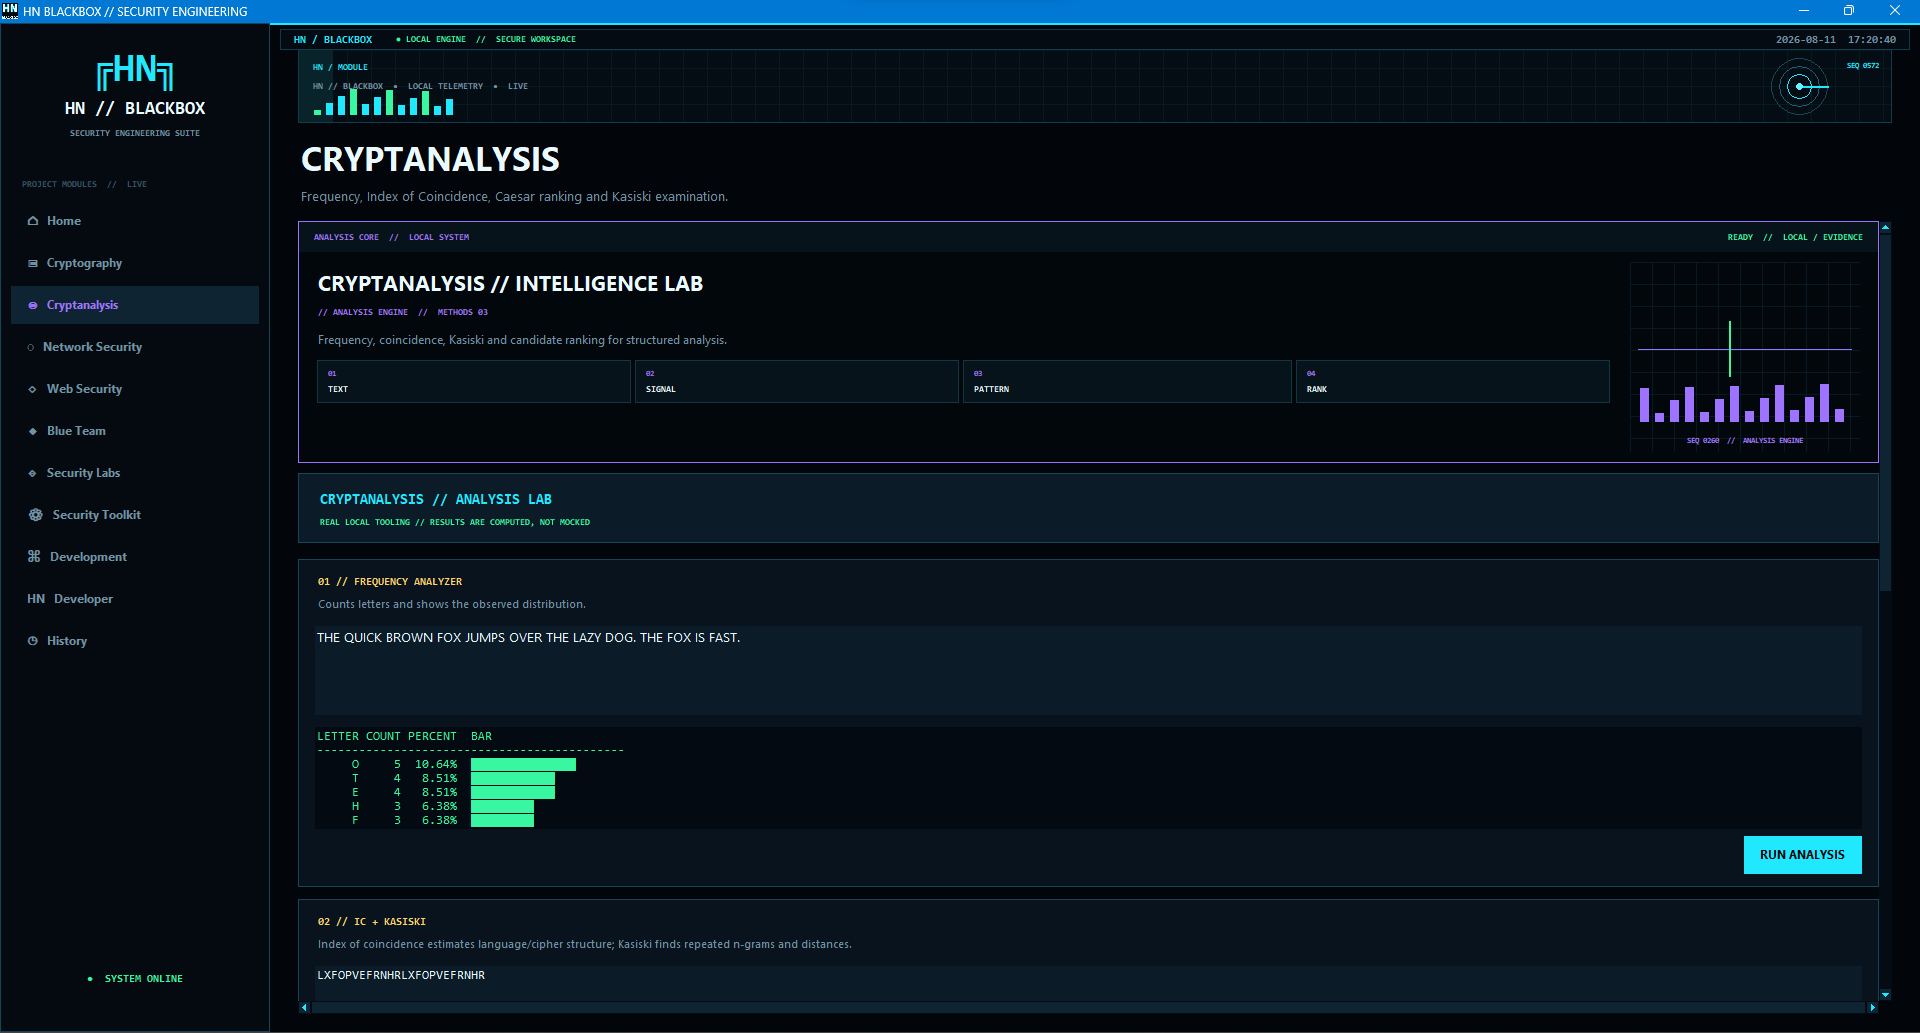 HN BLACKBOX // SECURITY ENGINEERING
HN
HN // BLACKBOX
SECURITY ENGINEERING SUITE
PROJECT MODULES // LIVE
Home
Cryptography
Cryptanalysis
Network Security
Web Security
Blue Team
Security Labs
Security Toolkit
Development
HN Developer
History
SYSTEM ONLINE
HN / BLACKBOX • LOCAL ENGINE // SECURE WORKSPACE
2026-08-11 17:20:40
HN / MODULE
SEQ 0572
HN // BLACKBOX • LOCAL TELEMETRY • LIVE
CRYPTANALYSIS
Frequency, Index of Coincidence, Caesar ranking and Kasiski examination.
ANALYSIS CORE // LOCAL SYSTEM
READY // LOCAL / EVIDENCE
CRYPTANALYSIS // INTELLIGENCE LAB
// ANALYSIS ENGINE // METHODS 03
Frequency, coincidence, Kasiski and candidate ranking for structured analysis.
01
TEXT
02
SIGNAL
03
PATTERN
04
RANK
SEQ 0260 // ANALYSIS ENGINE
CRYPTANALYSIS // ANALYSIS LAB
REAL LOCAL TOOLING // RESULTS ARE COMPUTED, NOT MOCKED
01 // FREQUENCY ANALYZER
Counts letters and shows the observed distribution.
THE QUICK BROWN FOX JUMPS OVER THE LAZY DOG. THE FOX IS FAST.
LETTER COUNT PERCENT BAR
--------------------------------------------
O 5 10.64%
T 4 8.51%
E 4 8.51%
H 3 6.38%
F 3 6.38%
RUN ANALYSIS
02 // IC + KASISKI
Index of coincidence estimates language/cipher structure; Kasiski finds repeated n-grams and distances.
LXFOPVEFRNHRLXFOPVEFRNHR